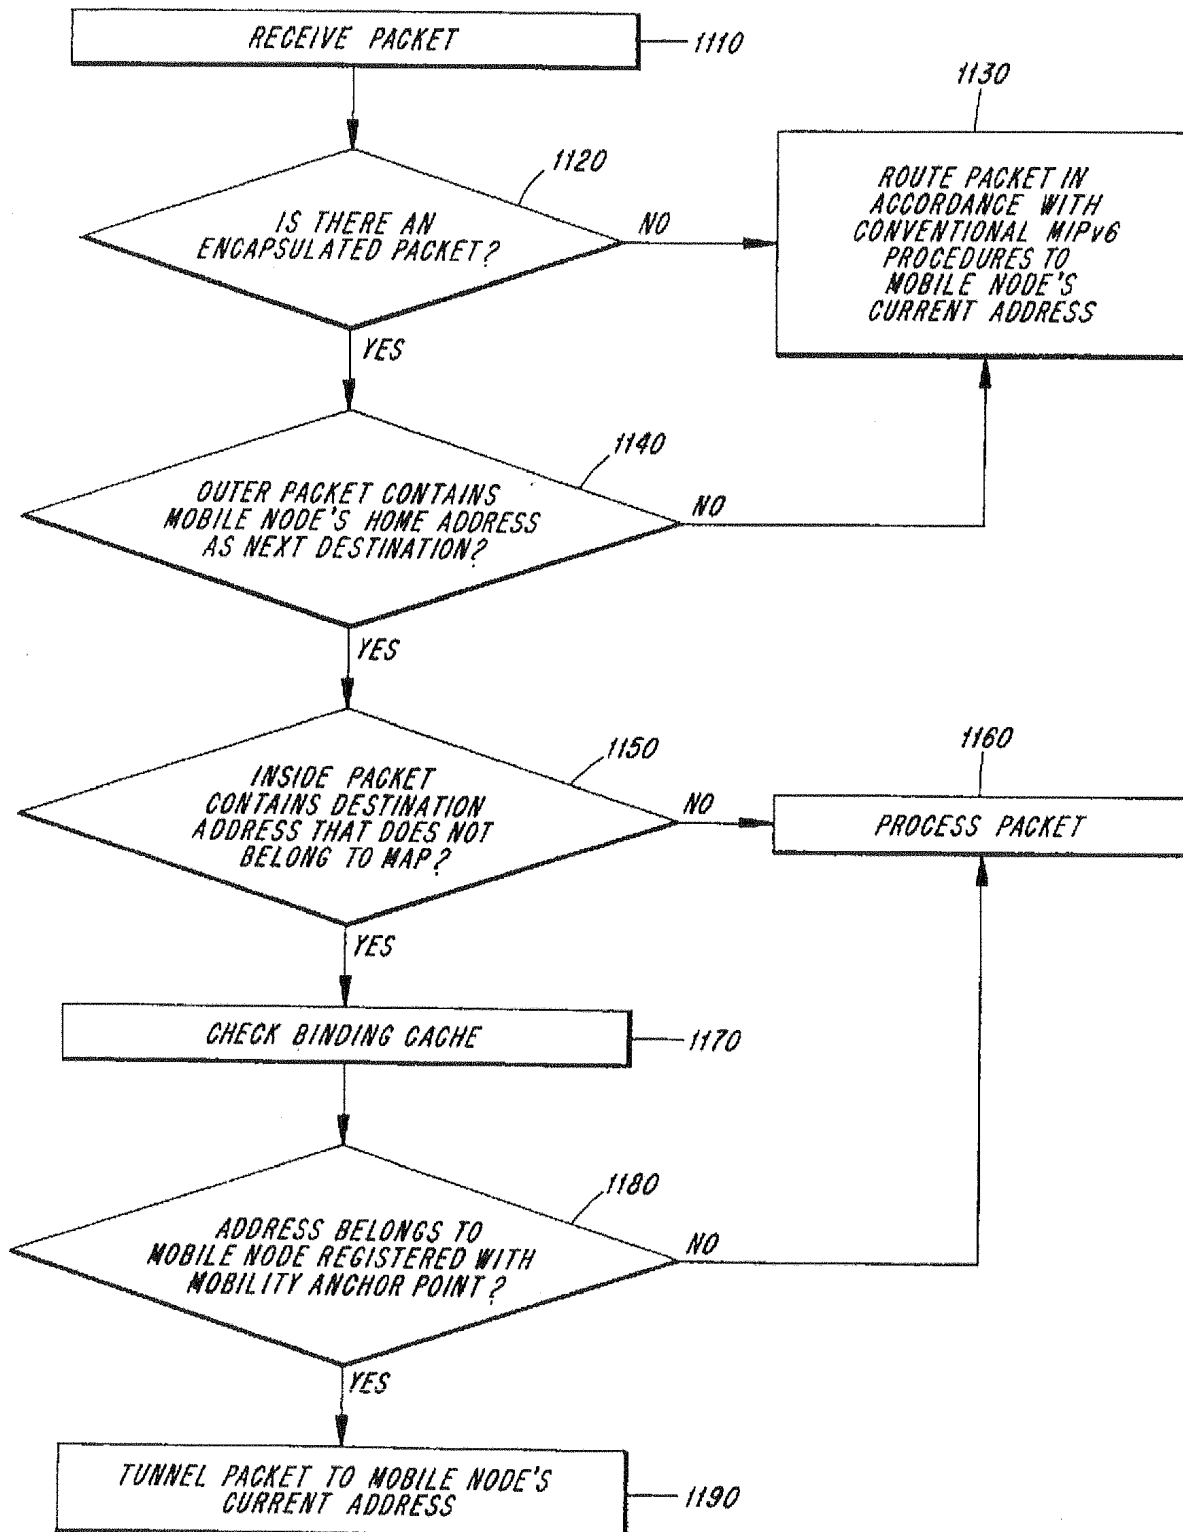 RECEIVE PACKET
1110
1120
IS THERE AN
ENCAPSULATED PACKET?
NO
1130
ROUTE PACKET IN
ACCORDANCE WITH
CONVENTIONAL MIPv6
PROCEDURES TO
MOBILE NODE'S
CURRENT ADDRESS
YES
1140
OUTER PACKET CONTAINS
MOBILE NODE'S HOME ADDRESS
AS NEXT DESTINATION?
NO
YES
1150
INSIDE PACKET
CONTAINS DESTINATION
ADDRESS THAT DOES NOT
BELONG TO MAP?
NO
1160
PROCESS PACKET
YES
CHECK BINDING CACHE
1170
1180
ADDRESS BELONGS TO
MOBILE NODE REGISTERED WITH
MOBILITY ANCHOR POINT?
NO
YES
TUNNEL PACKET TO MOBILE NODE'S
CURRENT ADDRESS
1190